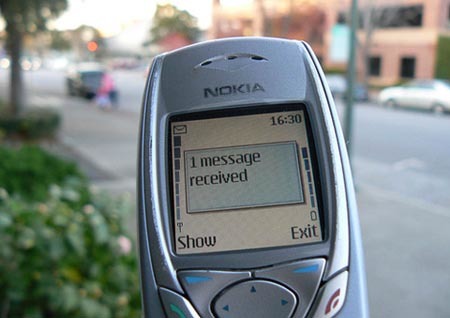 NOKIA
16:30
1 message
received
Show Exit